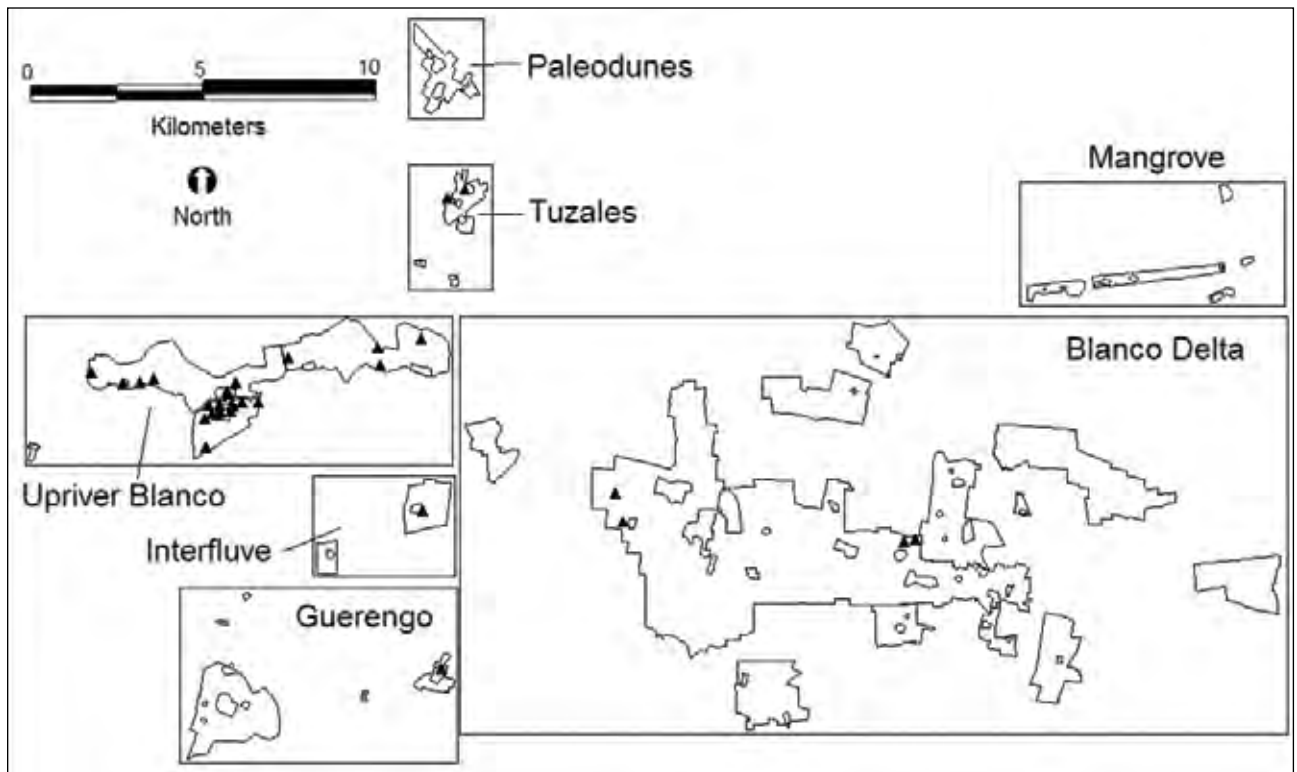 0 5 10
Kilometers
North
Paleodunes
Tuzales
Mangrove
Blanco Delta
Upriver Blanco
Interfluve
Guerengo